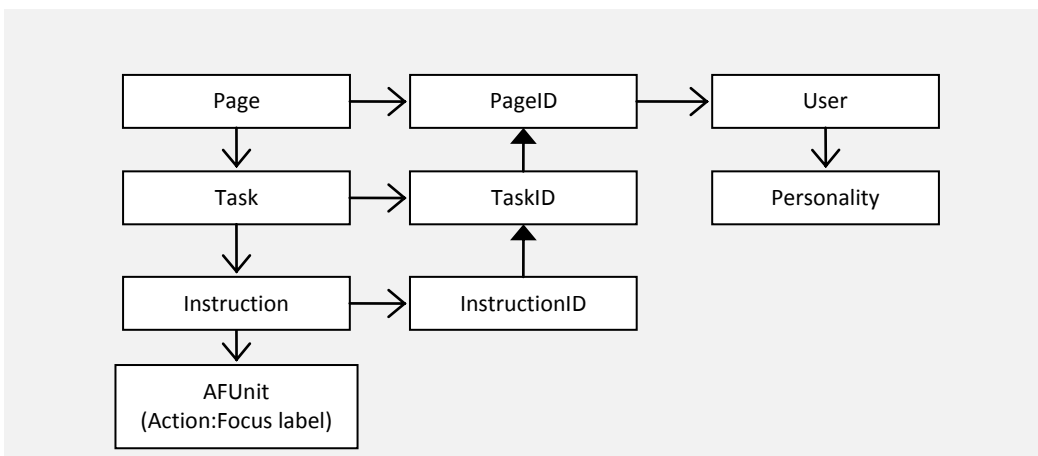 Page
PageID
User
Task
TaskID
Personality
Instruction
InstructionID
AFUnit
(Action:Focus label)